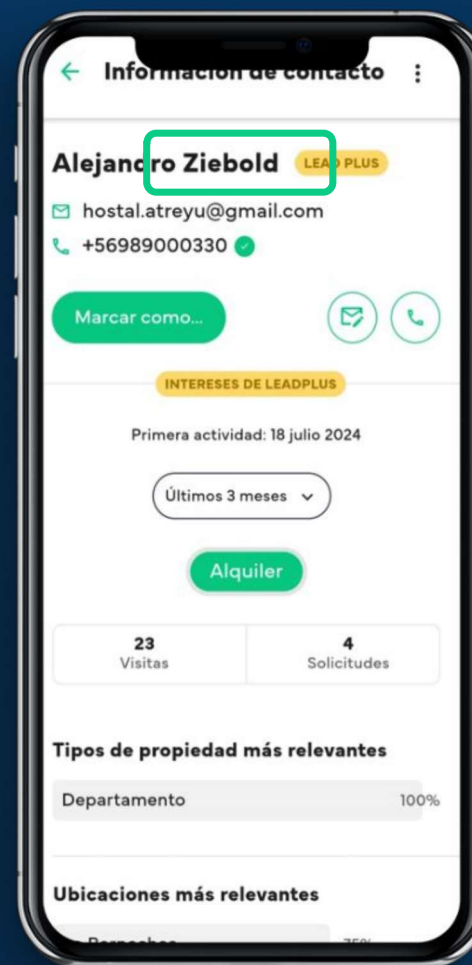 Información de contacto
Alejandro Ziebold LEAD PLUS
hostal.atreyu@gmail.com
+56989000330
Marcar como...
INTERESES DE LEADPLUS
Primera actividad: 18 julio 2024
Últimos 3 meses
Alquiler
23 4
Visitas Solicitudes
Tipos de propiedad más relevantes
Departamento 100%
Ubicaciones más relevantes
75%